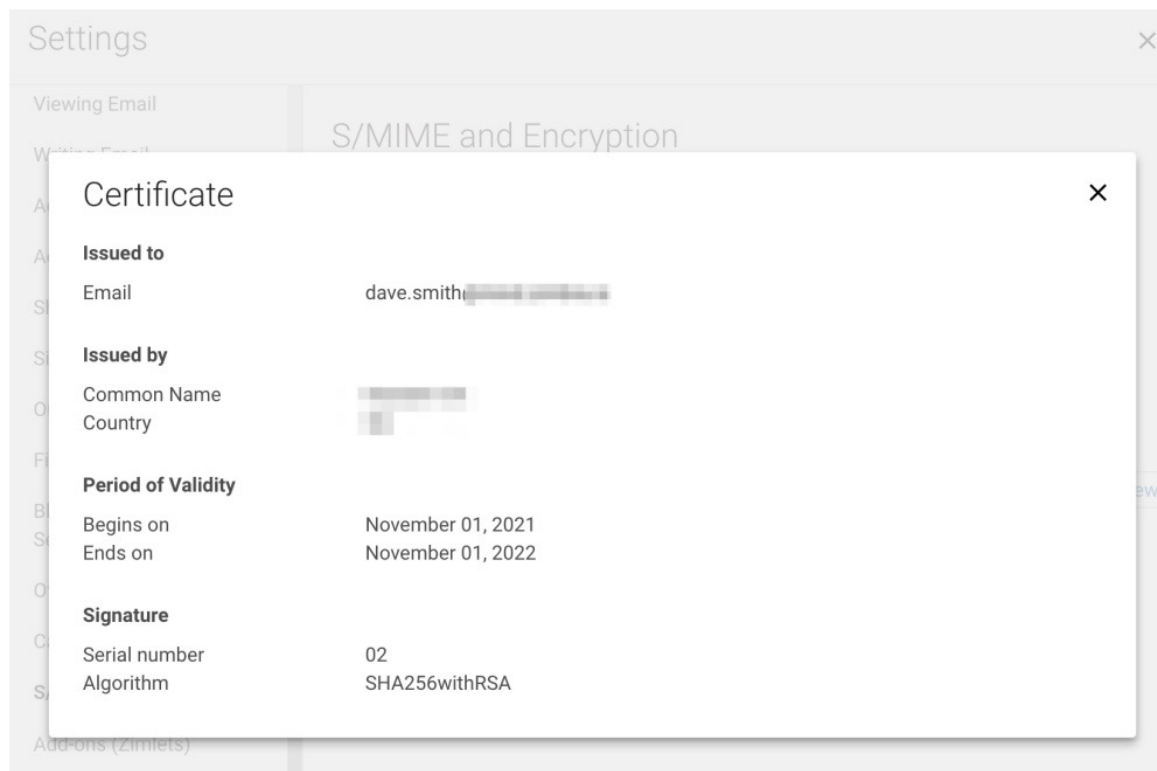 Settings
Viewing Email
S/MIME and Encryption
Writing Email
Certificate
Issued to
Email dave.smith
Issued by
Common Name
Country
Period of Validity
Begins on November 01, 2021
Ends on November 01, 2022
Signature
Serial number 02
Algorithm SHA256withRSA
Add-ons (Zimlets)